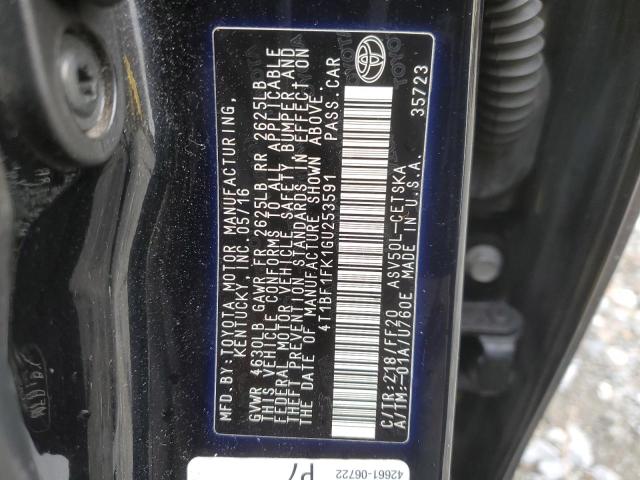 MFD. BY:TOYOTA MOTOR MANUFACTURING,
KENTUCKY, INC. 05/16
GVWR 4630LB GAWR FR 2625LB RR 2625LB
THIS VEHICLE CONFORMS TO ALL APPLICABLE
FEDERAL MOTOR VEHICLE SAFETY BUMPER, AND
THEFT PREVENTION STANDARDS IN EFFECT ON
THE DATE OF MANUFACTURE SHOWN ABOVE.
4T1BF1FK1GU253591 PASS. CAR
C/TR:218/FF20 ASV50L-CETSKA
A/TM:-01A/U760E MADE IN U.S.A.
35723
42661-06722